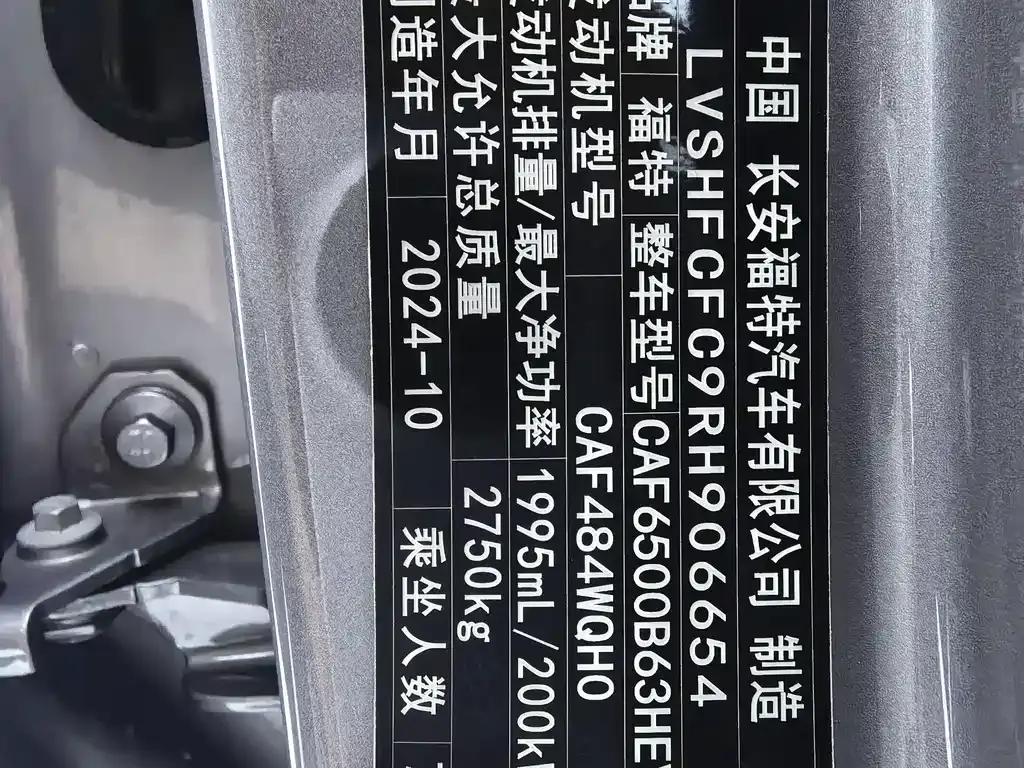 中国 长安福特汽车有限公司 制造
LVSHFCFC9RH906654
品牌 福特 整车型号 CAF6500B63HEV
发动机型号 CAF484WQH0
发动机排量/最大净功率 1995mL/200k
最大允许总质量 2750kg
制造年月 2024-10 乘坐人数